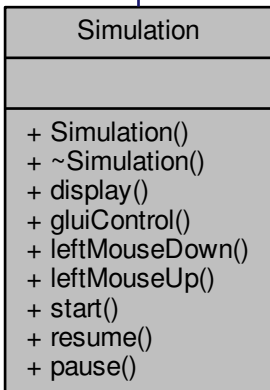 Simulation
+ Simulation()
+ ~Simulation()
+ display()
+ gluiControl()
+ leftMouseDown()
+ leftMouseUp()
+ start()
+ resume()
+ pause()